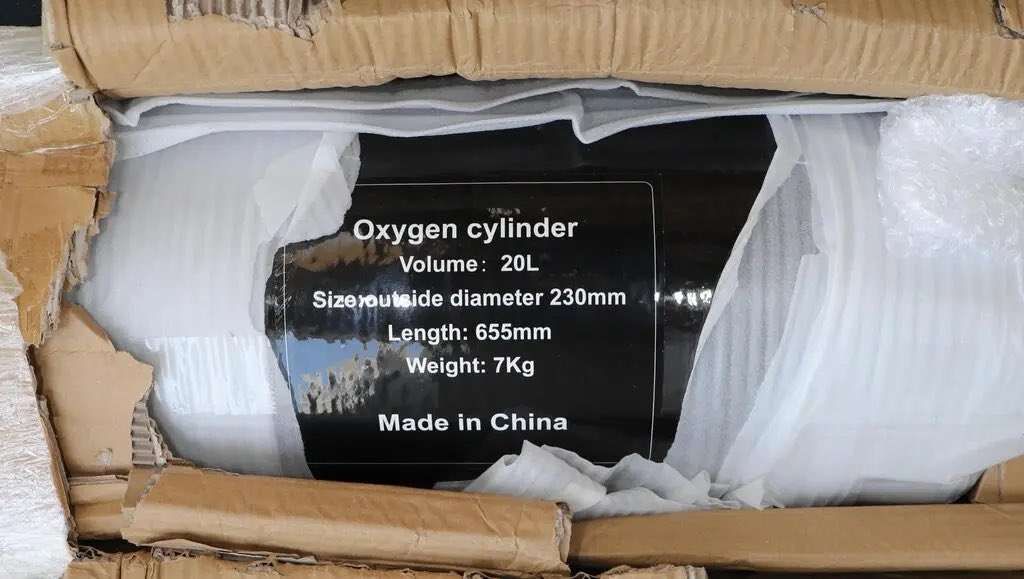 Oxygen cylinder
Volume: 20L
Size:outside diameter 230mm
Length: 655mm
Weight: 7Kg
Made in China